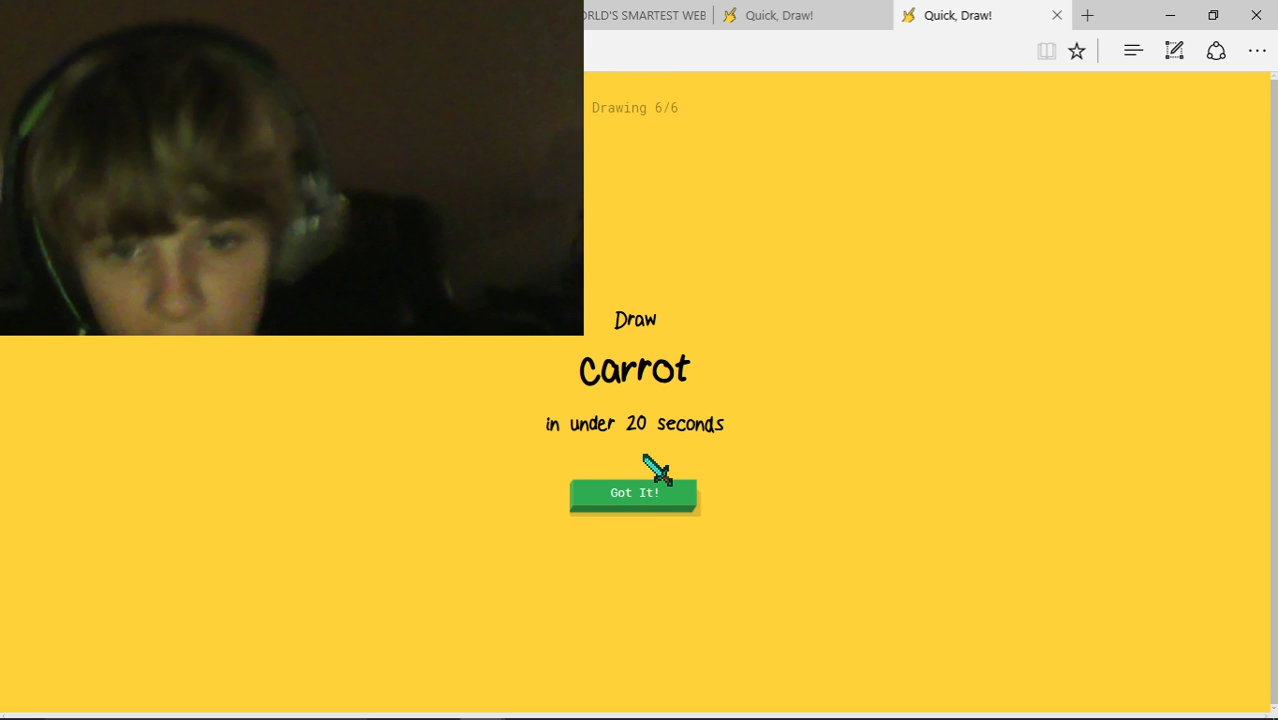 ORLD'S SMARTEST WEB
Quick, Draw!
Quick, Draw!
Drawing 6/6
Draw
carrot
in under 20 seconds
Got It!